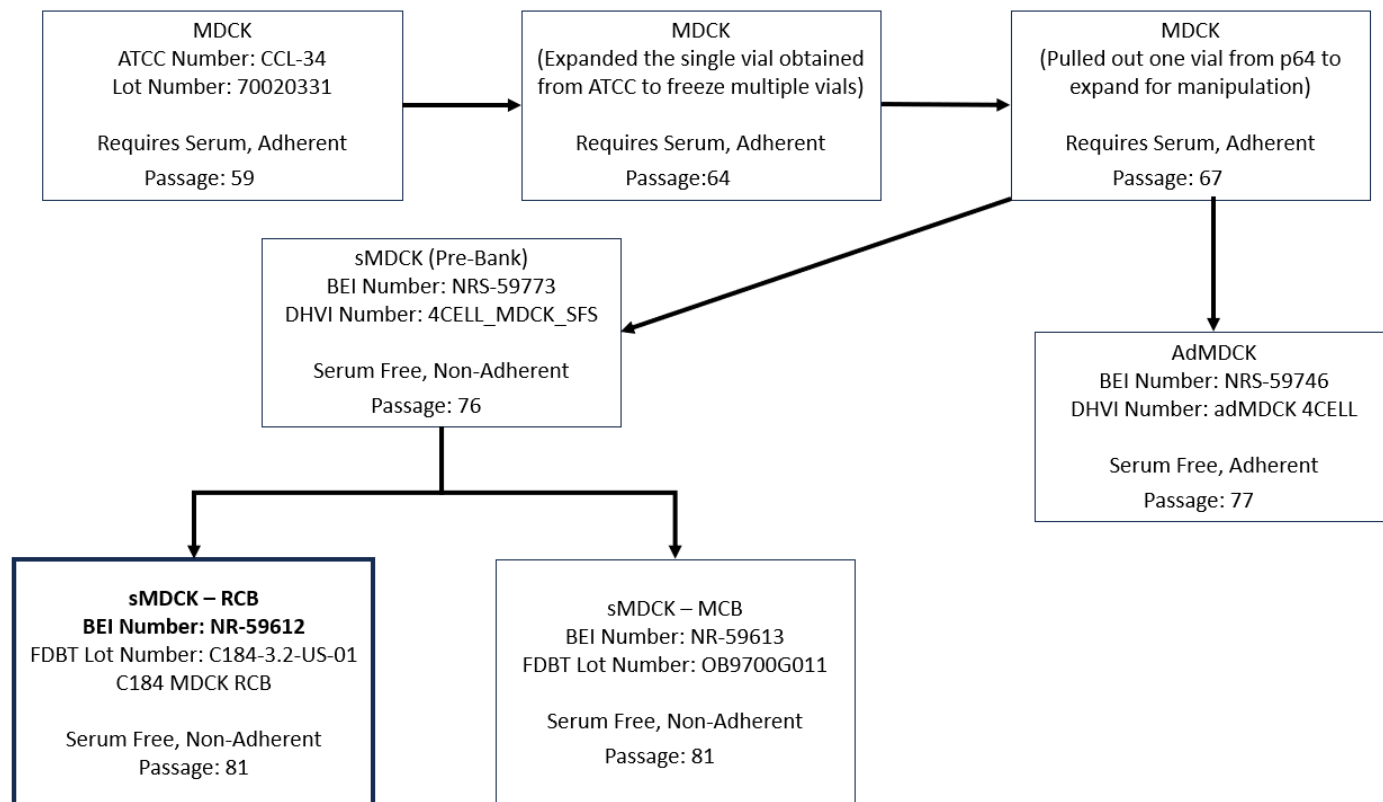 MDCK
ATCC Number: CCL-34
Lot Number: 70020331
Requires Serum, Adherent
Passage: 59
MDCK
(Expanded the single vial obtained
from ATCC to freeze multiple vials)
Requires Serum, Adherent
Passage:64
MDCK
(Pulled out one vial from p64 to
expand for manipulation)
Requires Serum, Adherent
Passage: 67
sMDCK (Pre-Bank)
BEI Number: NRS-59773
DHVI Number: 4CELL_MDCK_SFS
Serum Free, Non-Adherent
Passage: 76
AdMDCK
BEI Number: NRS-59746
DHVI Number: adMDCK 4CELL
Serum Free, Adherent
Passage: 77
sMDCK – RCB
BEI Number: NR-59612
FDBT Lot Number: C184-3.2-US-01
C184 MDCK RCB
Serum Free, Non-Adherent
Passage: 81
sMDCK – MCB
BEI Number: NR-59613
FDBT Lot Number: OB9700G011
Serum Free, Non-Adherent
Passage: 81